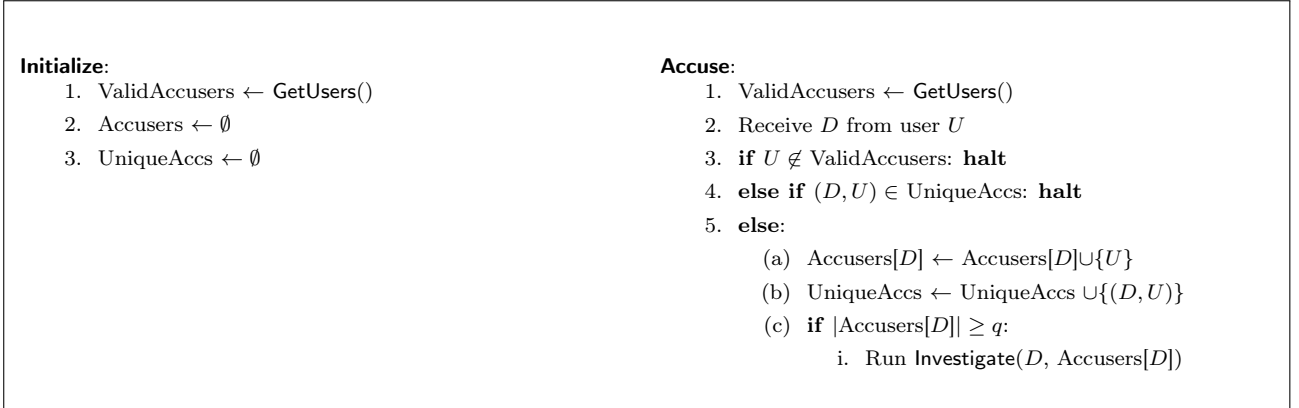 Initialize:
1. ValidAccusers ← GetUsers()
2. Accusers ← ∅
3. UniqueAccs ← ∅
Accuse:
1. ValidAccusers ← GetUsers()
2. Receive D from user U
3. if U ∉ ValidAccusers: halt
4. else if (D, U) ∈ UniqueAccs: halt
5. else:
(a) Accusers[D] ← Accusers[D]∪{U}
(b) UniqueAccs ← UniqueAccs ∪{(D, U)}
(c) if |Accusers[D]| ≥ q:
i. Run Investigate(D, Accusers[D])